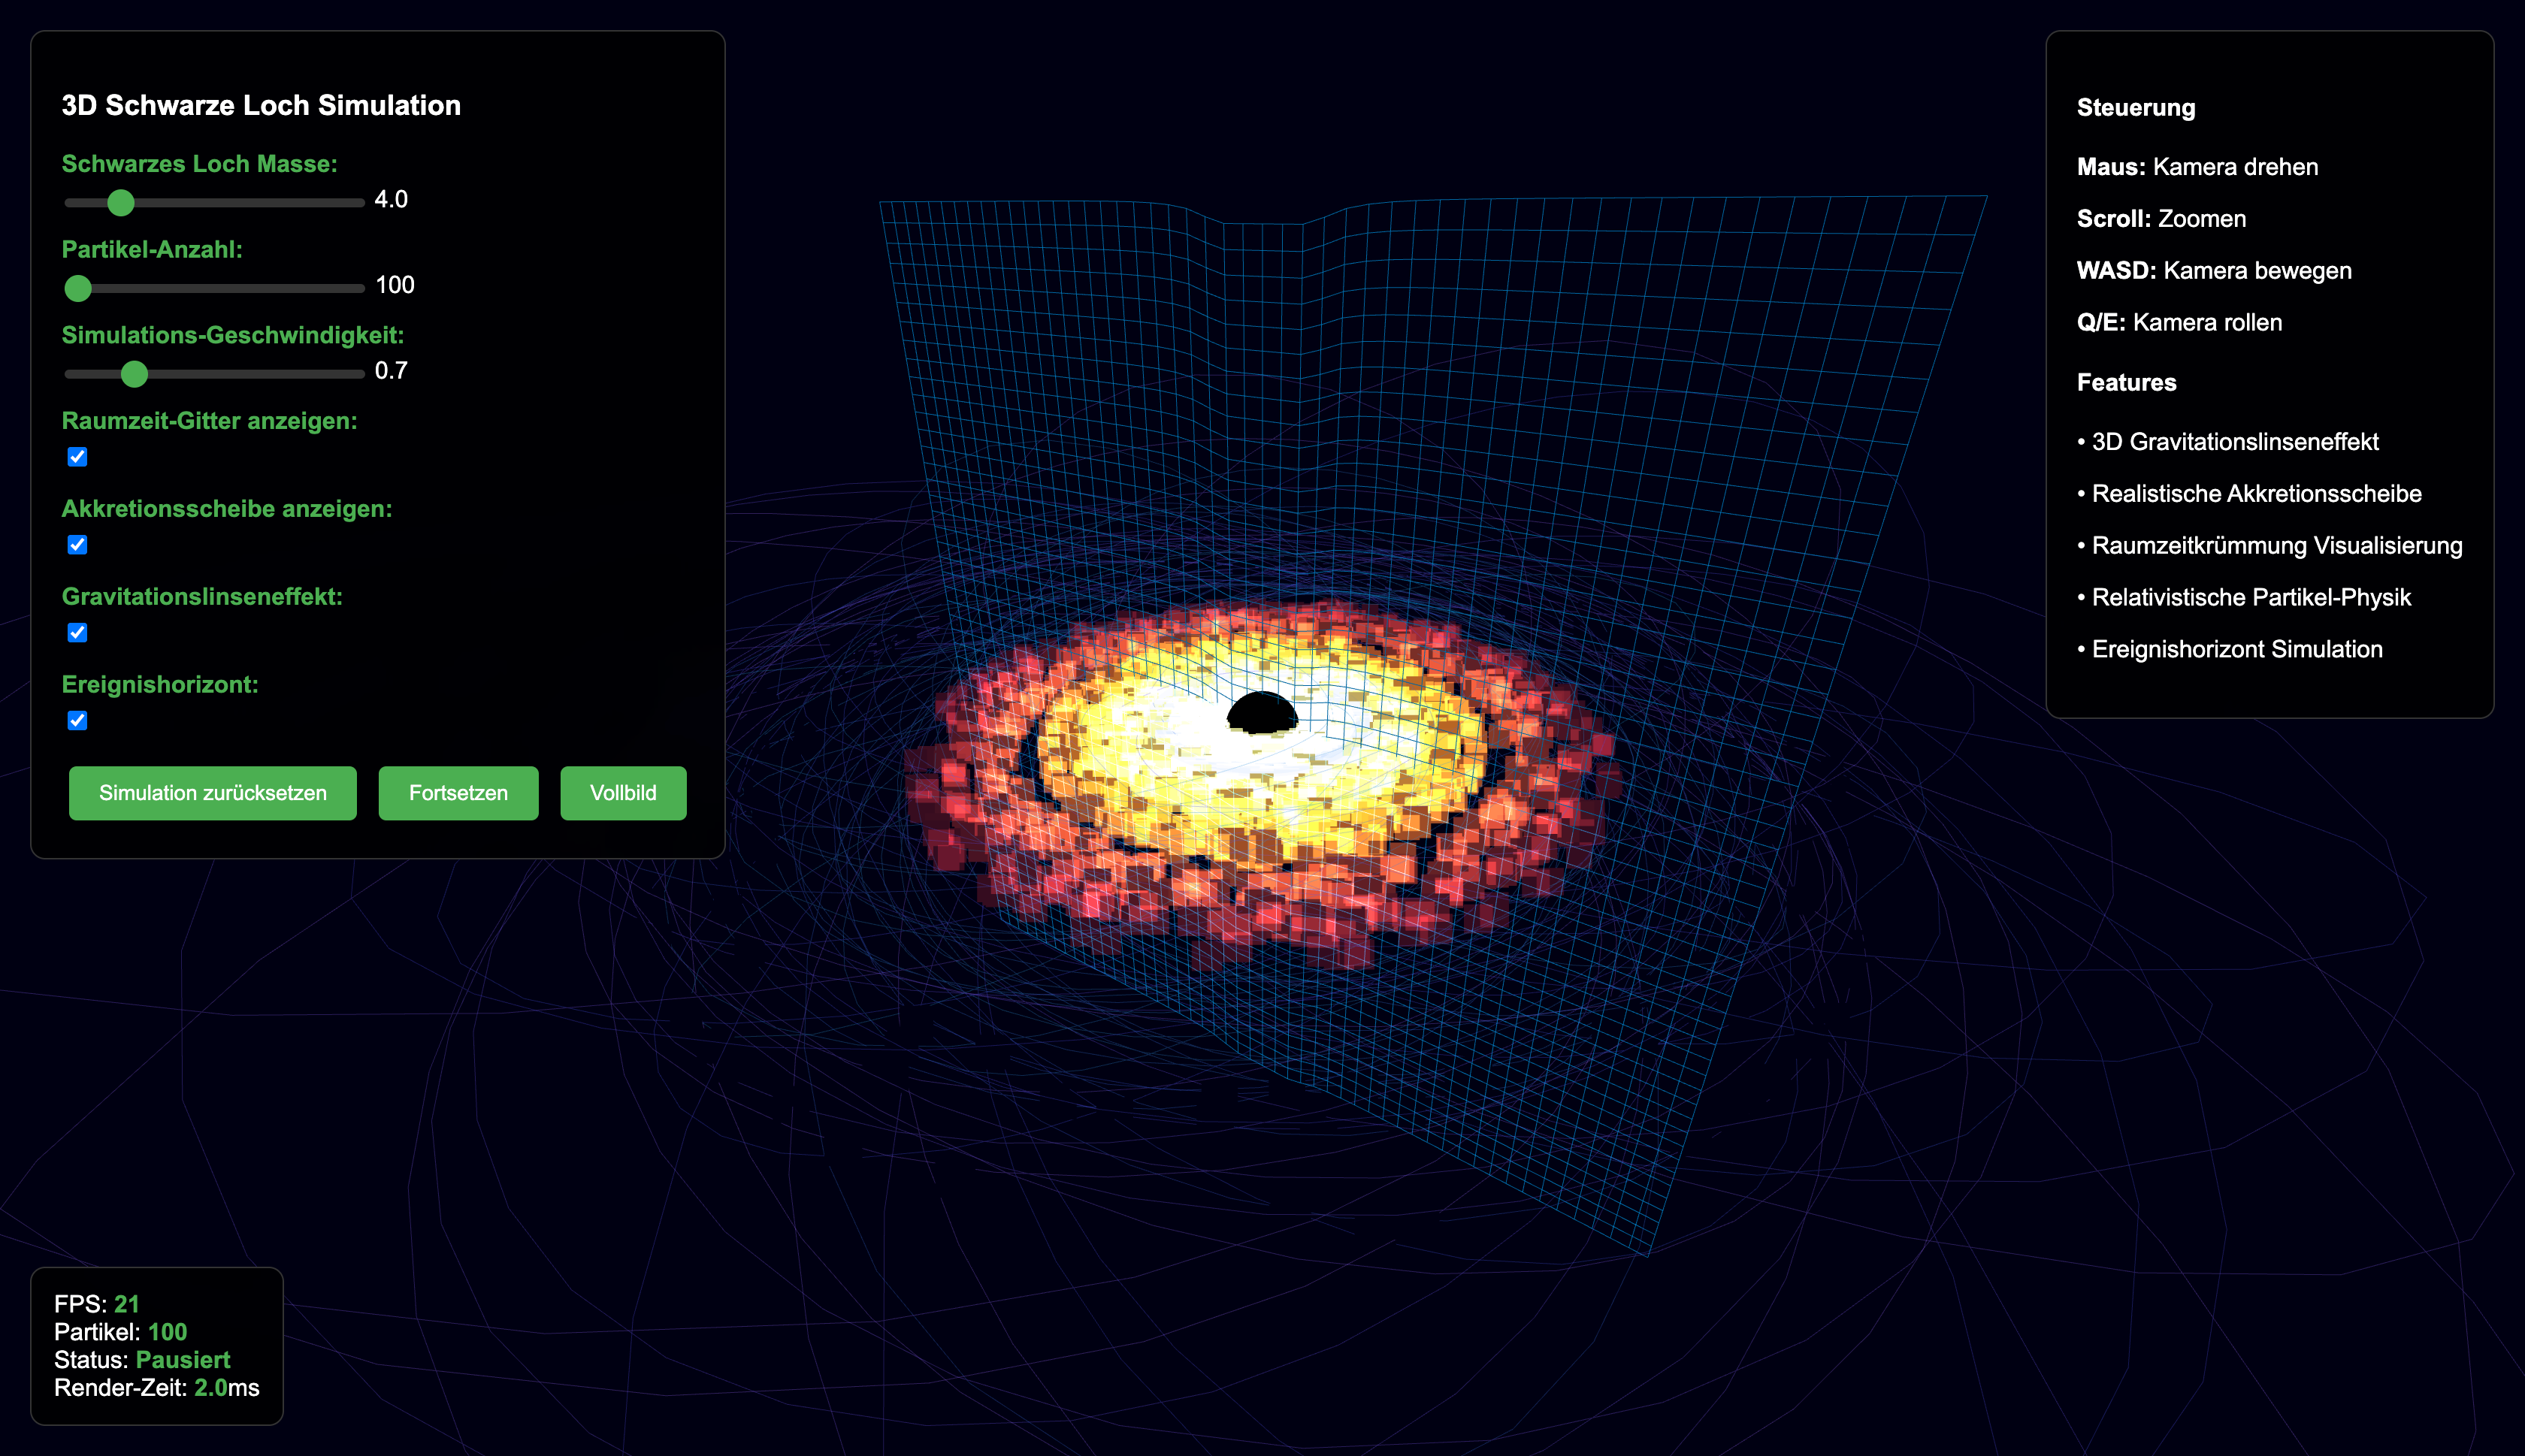 3D Schwarze Loch Simulation
Schwarzes Loch Masse:
4.0
Partikel-Anzahl:
100
Simulations-Geschwindigkeit:
0.7
Raumzeit-Gitter anzeigen:
Akkretionsscheibe anzeigen:
Gravitationslinseneffekt:
Ereignishorizont:
Simulation zurücksetzen
Fortsetzen
Vollbild
Steuerung
Maus: Kamera drehen
Scroll: Zoomen
WASD: Kamera bewegen
Q/E: Kamera rollen
Features
• 3D Gravitationslinseneffekt
• Realistische Akkretionsscheibe
• Raumzeitkrümmung Visualisierung
• Relativistische Partikel-Physik
• Ereignishorizont Simulation
FPS: 21
Partikel: 100
Status: Pausiert
Render-Zeit: 2.0ms